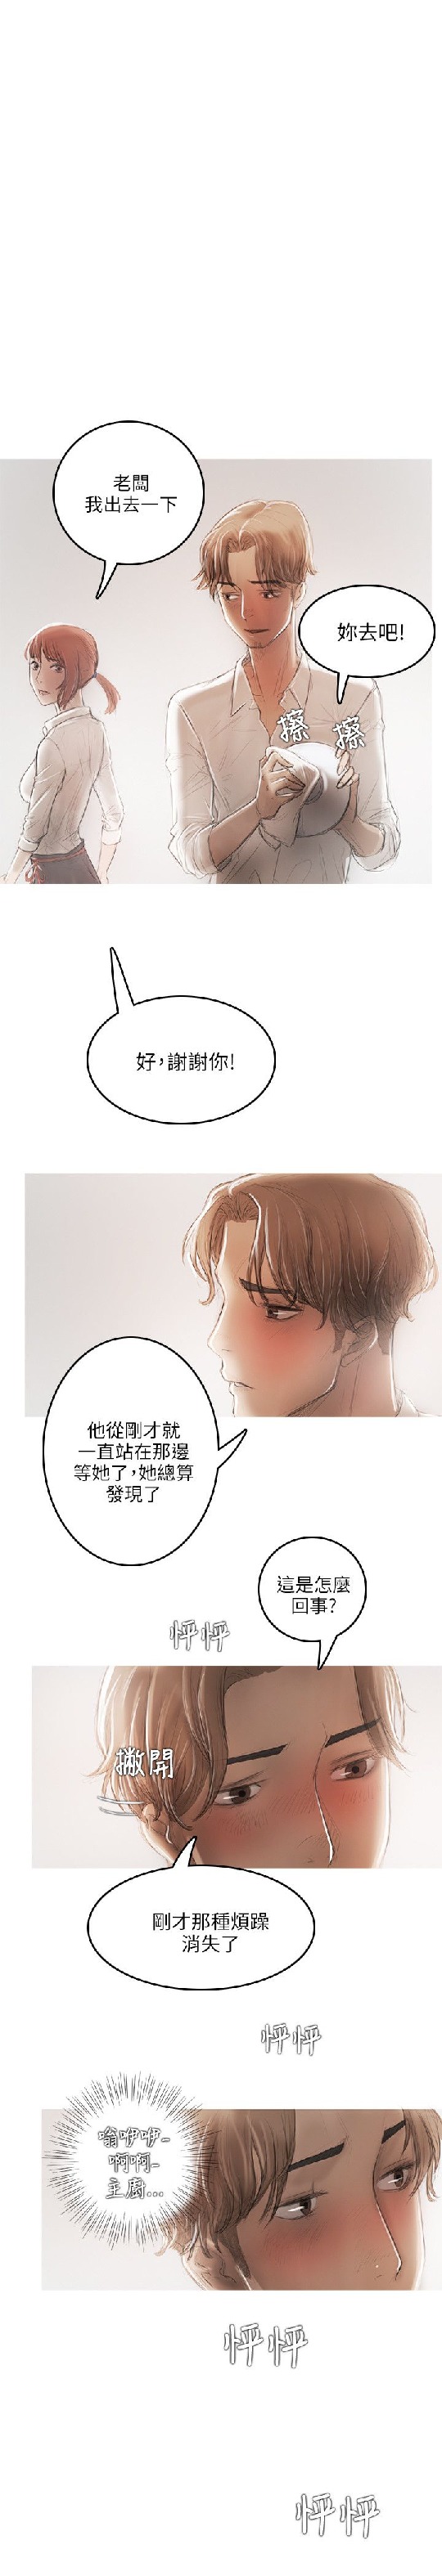 老闆
我出去一下
妳去吧!
擦 擦
好,謝謝你!
他從剛才就
一直站在那邊
等她了,她總算
發現了
這是怎麼
回事?
怦怦
撇開
剛才那種煩躁
消失了
怦怦
嗡咿咿-
啊啊-
主廚...
怦怦
怦怦